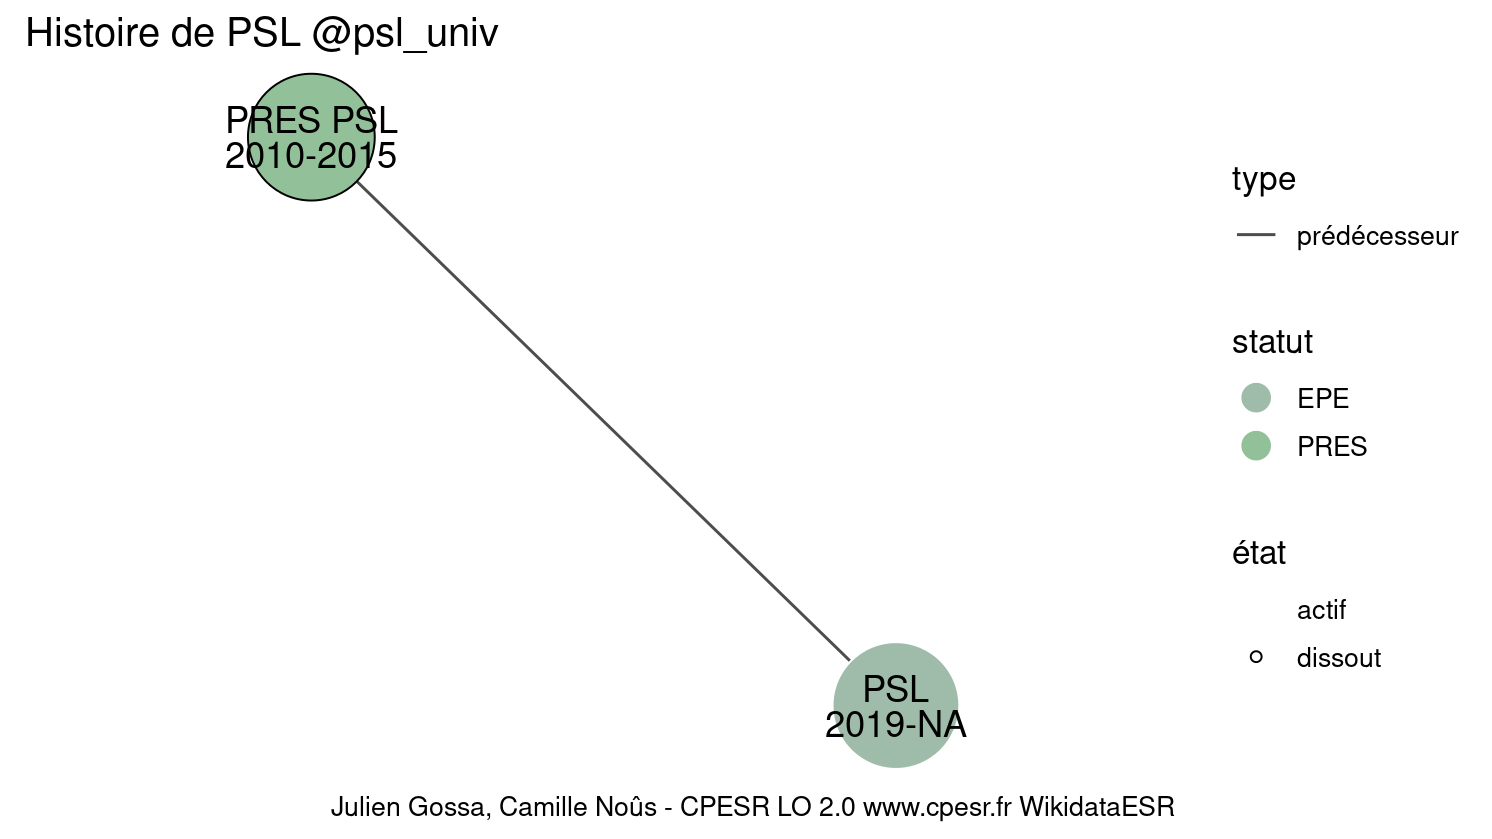 Histoire de PSL @psl_univ
PRES PSL
2010-2015
type
prédécesseur
statut
EPE
PRES
état
actif
dissout
PSL
2019-NA
Julien Gossa, Camille Noûs - CPESR LO 2.0 www.cpesr.fr WikidataESR